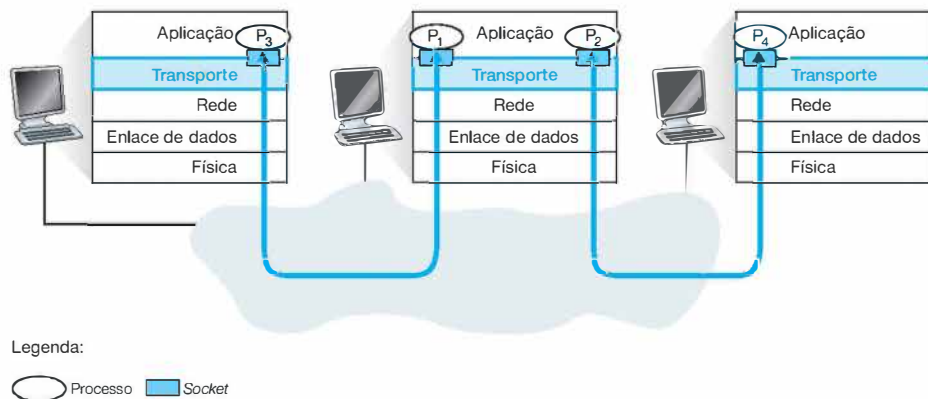 Aplicação P3 P1 Aplicação P2 P4 Aplicação
Transporte Transporte Transporte
Rede Rede Rede
Enlace de dados Enlace de dados Enlace de dados
Física Física Física
Legenda:
Processo Socket